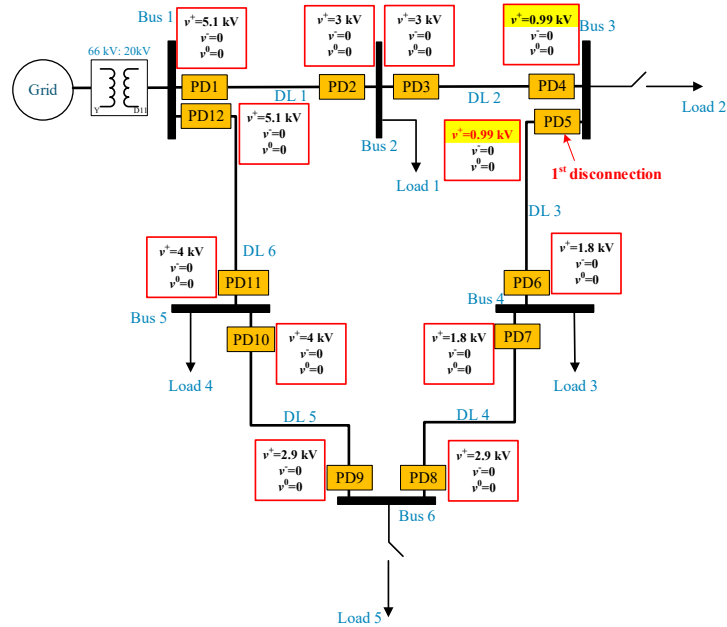 Bus 1
v⁺=5.1 kV
v⁻=0
v⁰=0
v⁺=3 kV
v⁻=0
v⁰=0
v⁺=3 kV
v⁻=0
v⁰=0
v⁺=0.99 kV
v⁻=0
v⁰=0
Bus 3
66 kV: 20kV
Grid
Y
D11
PD1
DL 1
PD2
PD3
DL 2
PD4
Load 2
PD12
v⁺=5.1 kV
v⁻=0
v⁰=0
Bus 2
Load 1
v⁺=0.99 kV
v⁻=0
v⁰=0
PD5
1st disconnection
DL 3
v⁺=4 kV
v⁻=0
v⁰=0
DL 6
PD11
Bus 5
PD10
v⁺=4 kV
v⁻=0
v⁰=0
Load 4
v⁺=1.8 kV
v⁻=0
v⁰=0
PD6
Bus 4
v⁺=1.8 kV
v⁻=0
v⁰=0
PD7
Load 3
DL 5
DL 4
v⁺=2.9 kV
v⁻=0
v⁰=0
PD9
PD8
v⁺=2.9 kV
v⁻=0
v⁰=0
Bus 6
Load 5